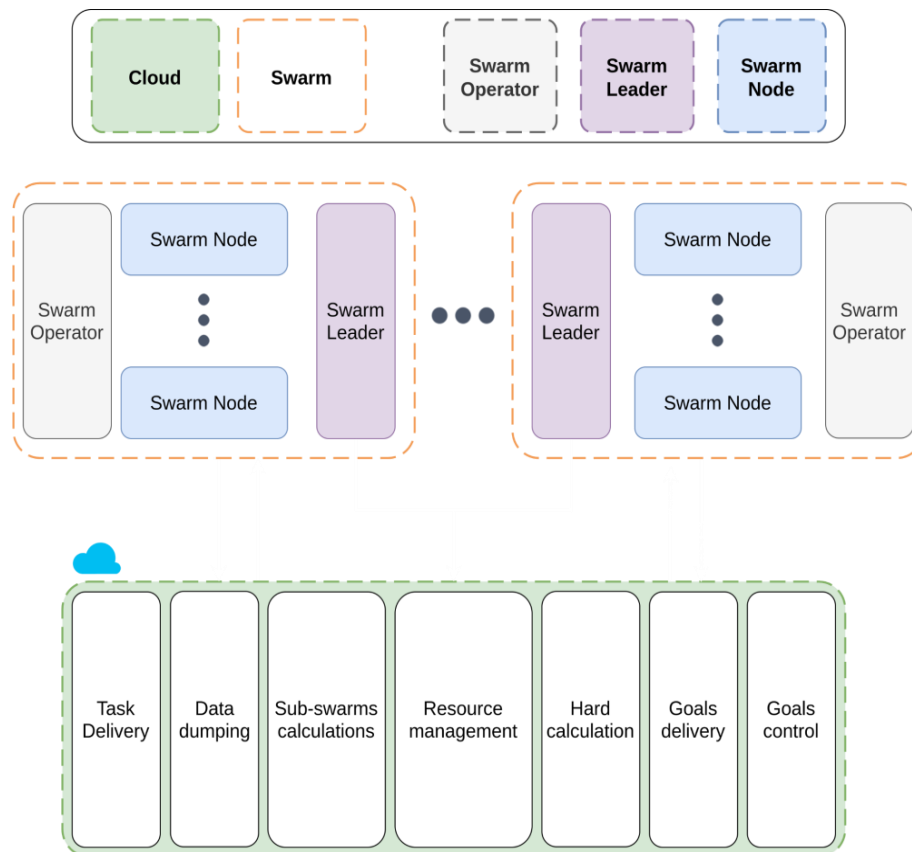 Cloud
Swarm
Swarm
Operator
Swarm
Leader
Swarm
Node
Swarm
Operator
Swarm Node
Swarm Node
Swarm
Leader
Swarm
Leader
Swarm Node
Swarm Node
Swarm
Operator
Task
Delivery
Data
dumping
Sub-swarms
calculations
Resource
management
Hard
calculation
Goals
delivery
Goals
control